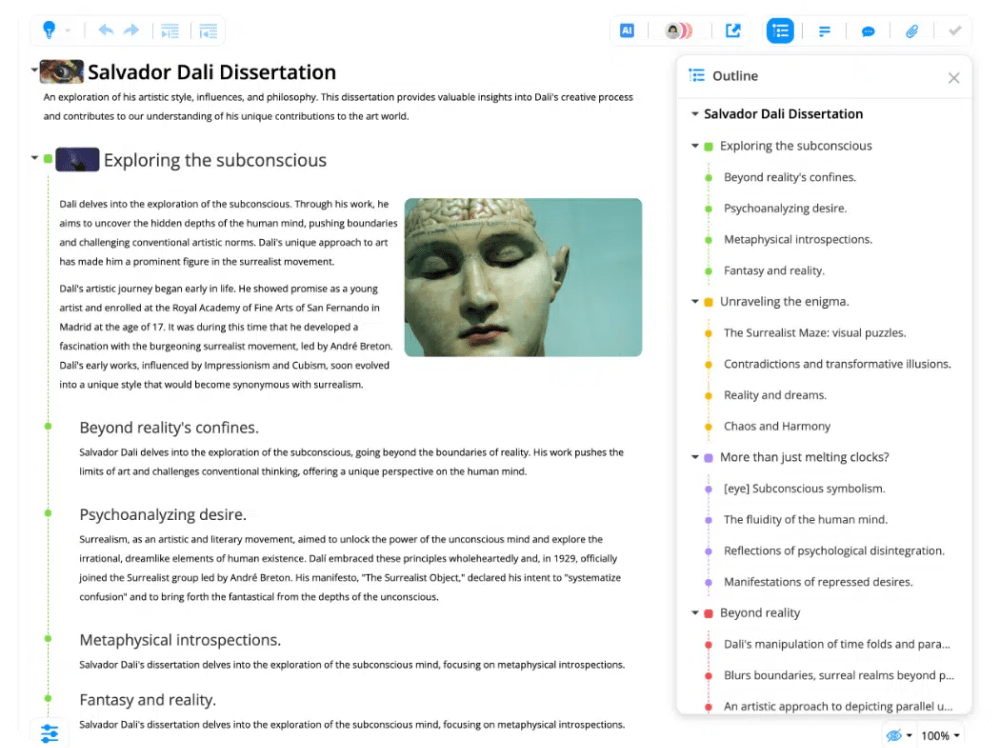 AI
Salvador Dali Dissertation
An exploration of his artistic style, influences, and philosophy. This dissertation provides valuable insights into Dali's creative process
and contributes to our understanding of his unique contributions to the art world.
Exploring the subconscious
Dali delves into the exploration of the subconscious. Through his work, he
aims to uncover the hidden depths of the human mind, pushing boundaries
and challenging conventional artistic norms. Dali's unique approach to art
has made him a prominent figure in the surrealist movement.
Dalí's artistic journey began early in life. He showed promise as a young
artist and enrolled at the Royal Academy of Fine Arts of San Fernando in
Madrid at the age of 17. It was during this time that he developed a
fascination with the burgeoning surrealist movement, led by André Breton.
Dalí's early works, influenced by Impressionism and Cubism, soon evolved
into a unique style that would become synonymous with surrealism.
Beyond reality's confines.
Salvador Dali delves into the exploration of the subconscious, going beyond the boundaries of reality. His work pushes the
limits of art and challenges conventional thinking, offering a unique perspective on the human mind.
Psychoanalyzing desire.
Surrealism, as an artistic and literary movement, aimed to unlock the power of the unconscious mind and explore the
irrational, dreamlike elements of human existence. Dalí embraced these principles wholeheartedly and, in 1929, officially
joined the Surrealist group led by André Breton. His manifesto, "The Surrealist Object," declared his intent to "systematize
confusion" and to bring forth the fantastical from the depths of the unconscious.
Metaphysical introspections.
Salvador Dali's dissertation delves into the exploration of the subconscious mind, focusing on metaphysical introspections.
Fantasy and reality.
Salvador Dali's dissertation delves into the exploration of the subconscious mind, focusing on metaphysical introspections.
Outline
Salvador Dali Dissertation
Exploring the subconscious
Beyond reality's confines.
Psychoanalyzing desire.
Metaphysical introspections.
Fantasy and reality.
Unraveling the enigma.
The Surrealist Maze: visual puzzles.
Contradictions and transformative illusions.
Reality and dreams.
Chaos and Harmony
More than just melting clocks?
[eye] Subconscious symbolism.
The fluidity of the human mind.
Reflections of psychological disintegration.
Manifestations of repressed desires.
Beyond reality
Dali's manipulation of time folds and para...
Blurs boundaries, surreal realms beyond p...
An artistic approach to depicting parallel u...
100%